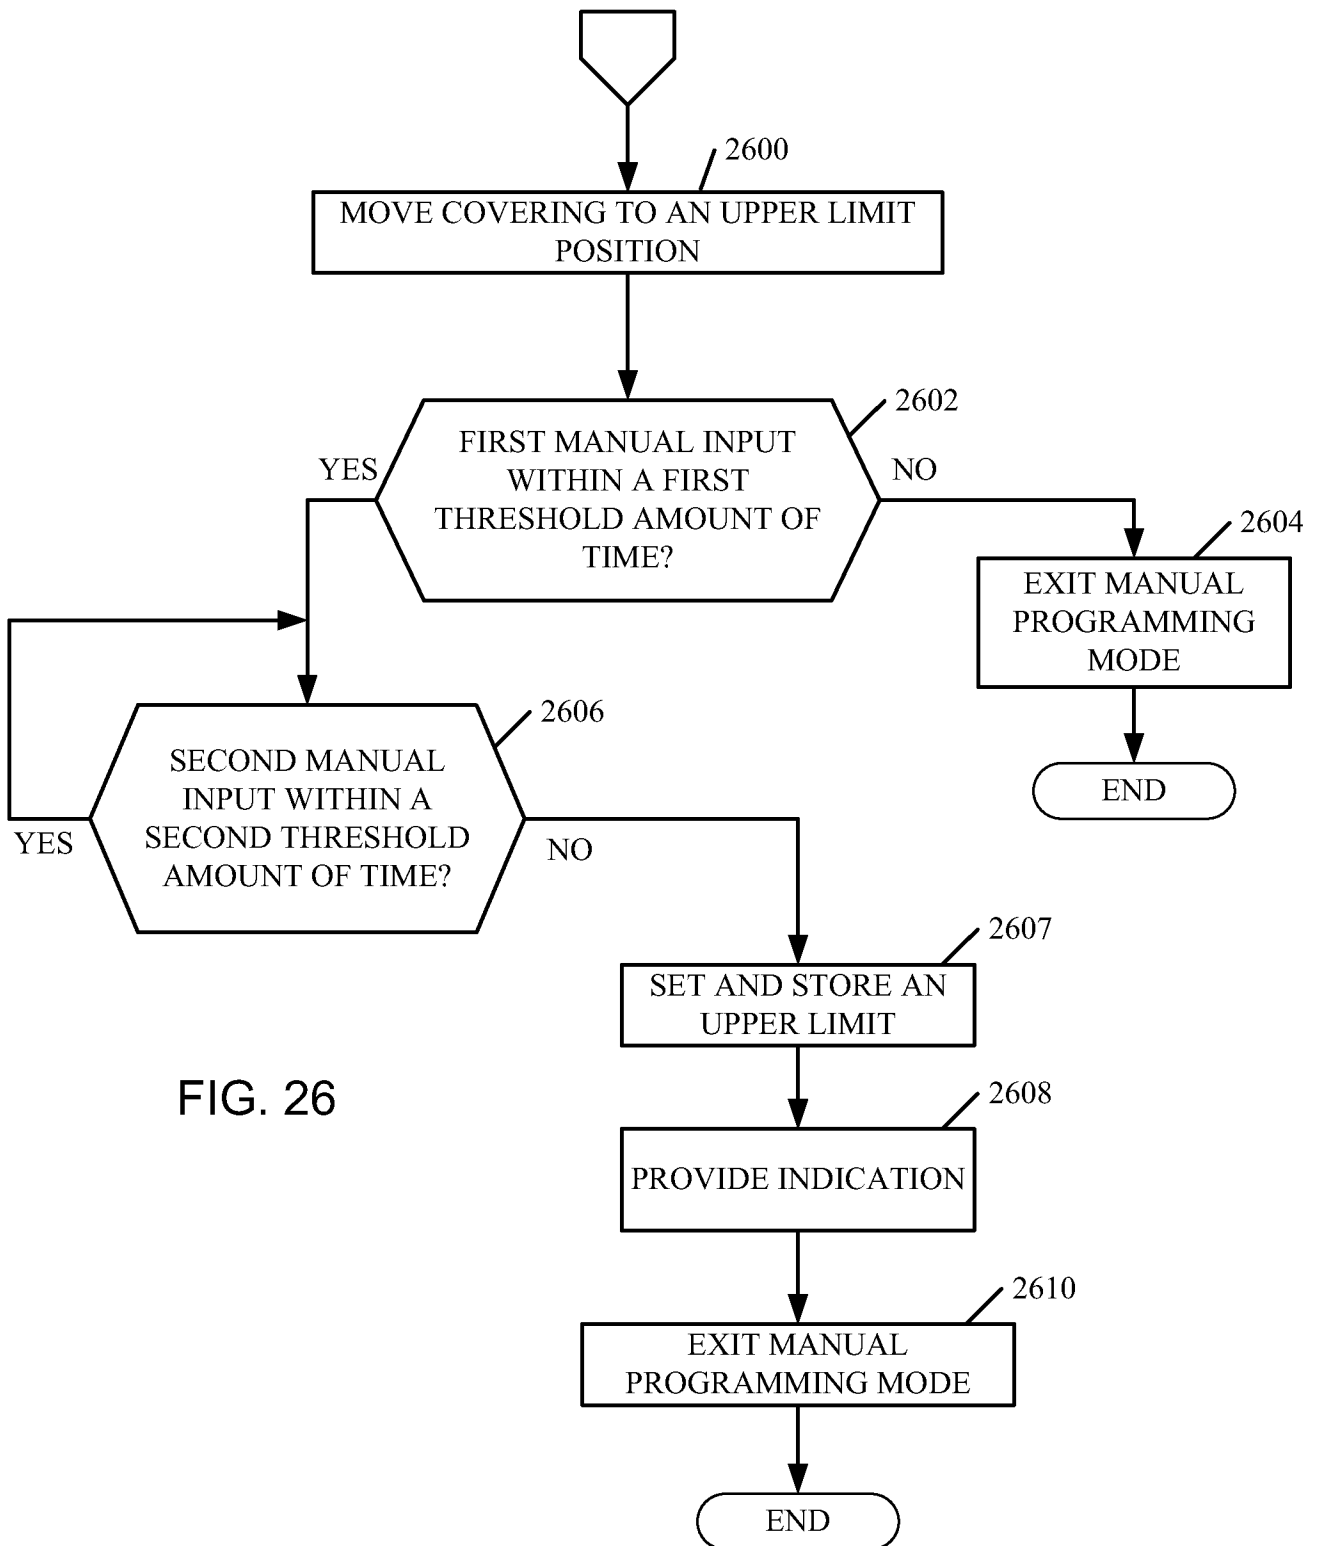 2600
MOVE COVERING TO AN UPPER LIMIT
POSITION
2602
FIRST MANUAL INPUT
WITHIN A FIRST
THRESHOLD AMOUNT OF
TIME?
YES
NO
2604
EXIT MANUAL
PROGRAMMING
MODE
END
2606
SECOND MANUAL
INPUT WITHIN A
SECOND THRESHOLD
AMOUNT OF TIME?
YES
NO
2607
SET AND STORE AN
UPPER LIMIT
2608
PROVIDE INDICATION
2610
EXIT MANUAL
PROGRAMMING MODE
END
FIG. 26